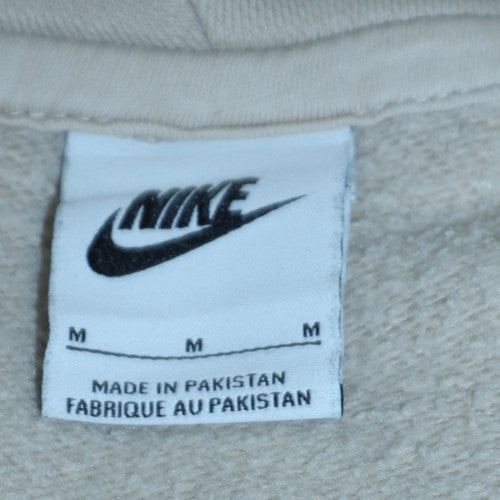 NIKE
M M M
MADE IN PAKISTAN
FABRIQUE AU PAKISTAN